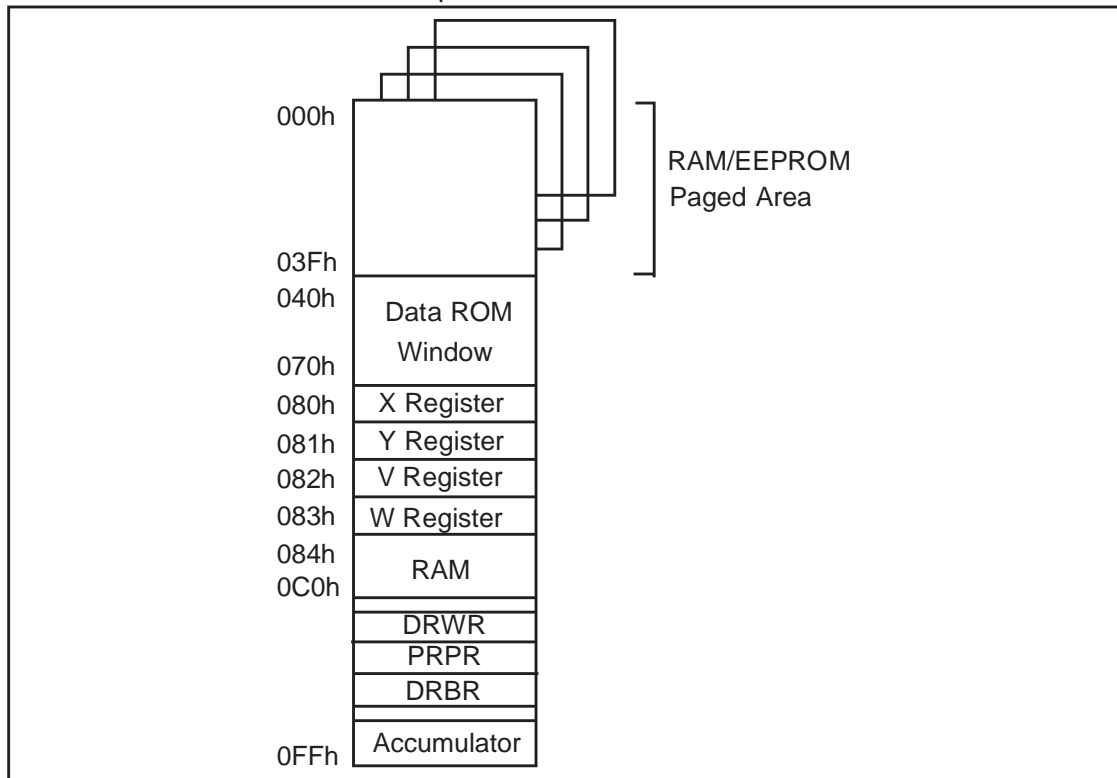 000h
RAM/EEPROM
Paged Area
03Fh
040h
Data ROM
Window
070h
080h
X Register
081h
Y Register
082h
V Register
083h
W Register
084h
RAM
0C0h
DRWR
PRPR
DRBR
Accumulator
0FFh